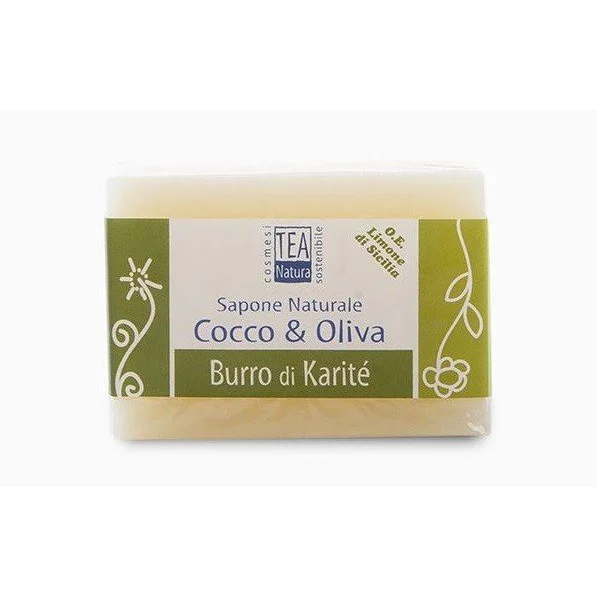 cosmesi
TEA
Natura
sostenibile
O.E.
Limone
di Sicilia
Sapone Naturale
Cocco & Oliva
Burro di Karité